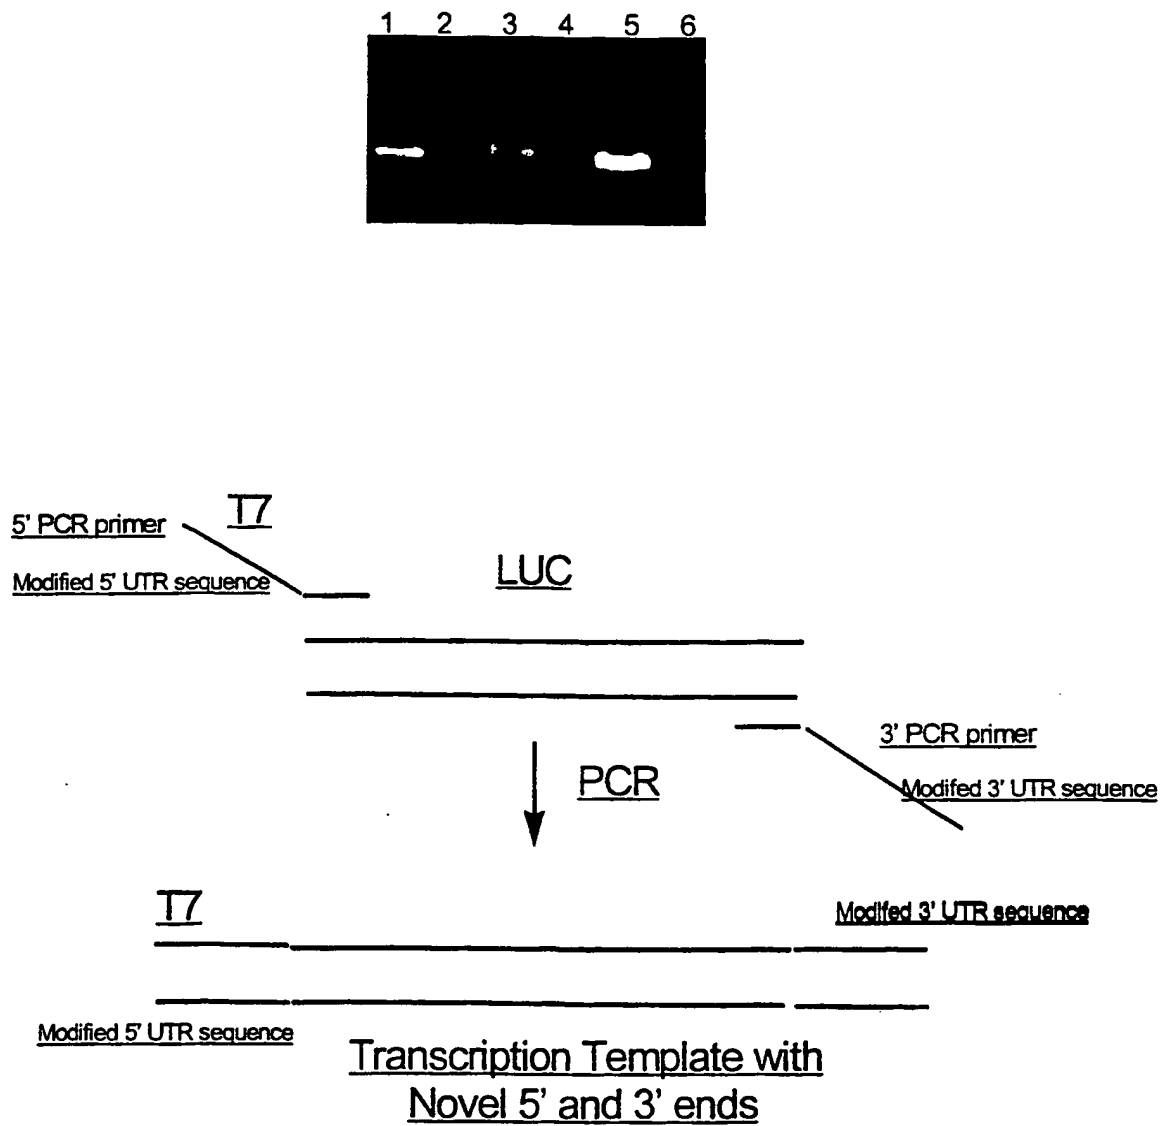 1 2 3 4 5 6
T7
5' PCR primer
Modified 5' UTR sequence
LUC
3' PCR primer
Modifed 3' UTR sequence
PCR
T7
Modifed 3' UTR sequence
Modified 5' UTR sequence
Transcription Template with
Novel 5' and 3' ends